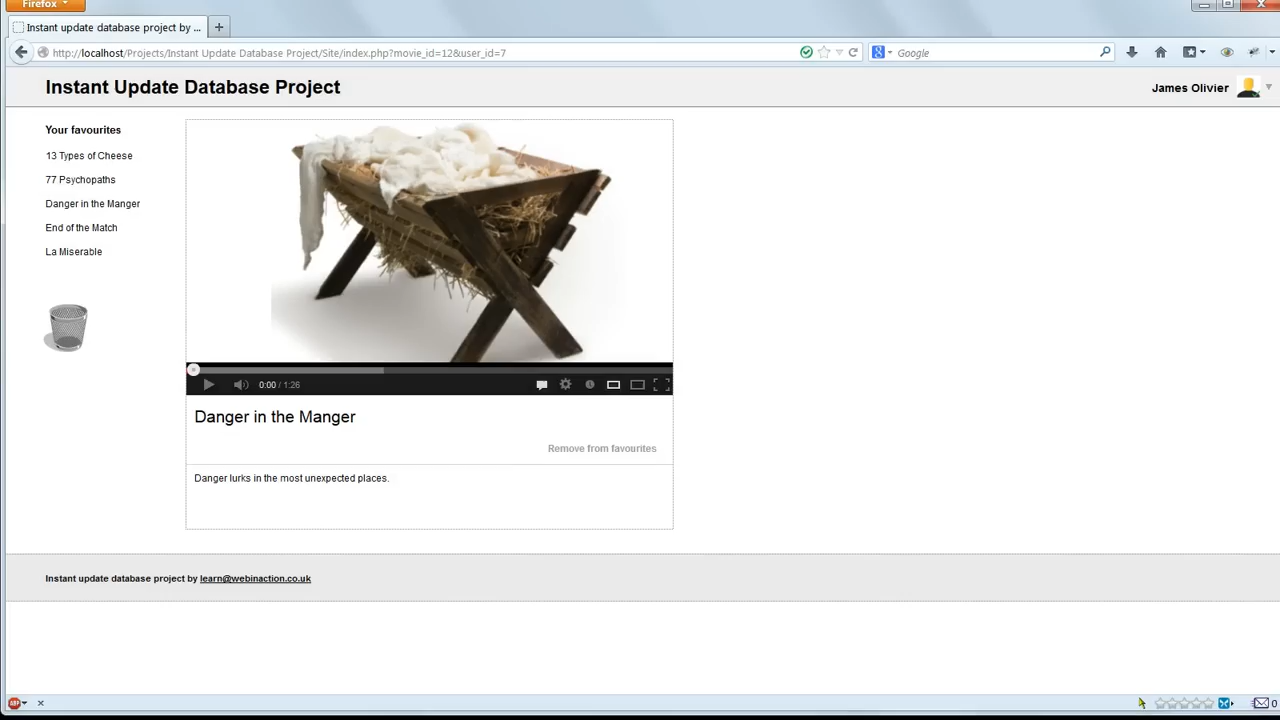 Firefox
Instant update database project by ...
http://localhost/Projects/Instant Update Database Project/Site/index.php?movie_id=12&user_id=7
Google
Instant Update Database Project
James Olivier
Your favourites
13 Types of Cheese
77 Psychopaths
Danger in the Manger
End of the Match
La Miserable
0:00 / 1:26
Danger in the Manger
Remove from favourites
Danger lurks in the most unexpected places.
Instant update database project by learn@webinaction.co.uk
ABP
0